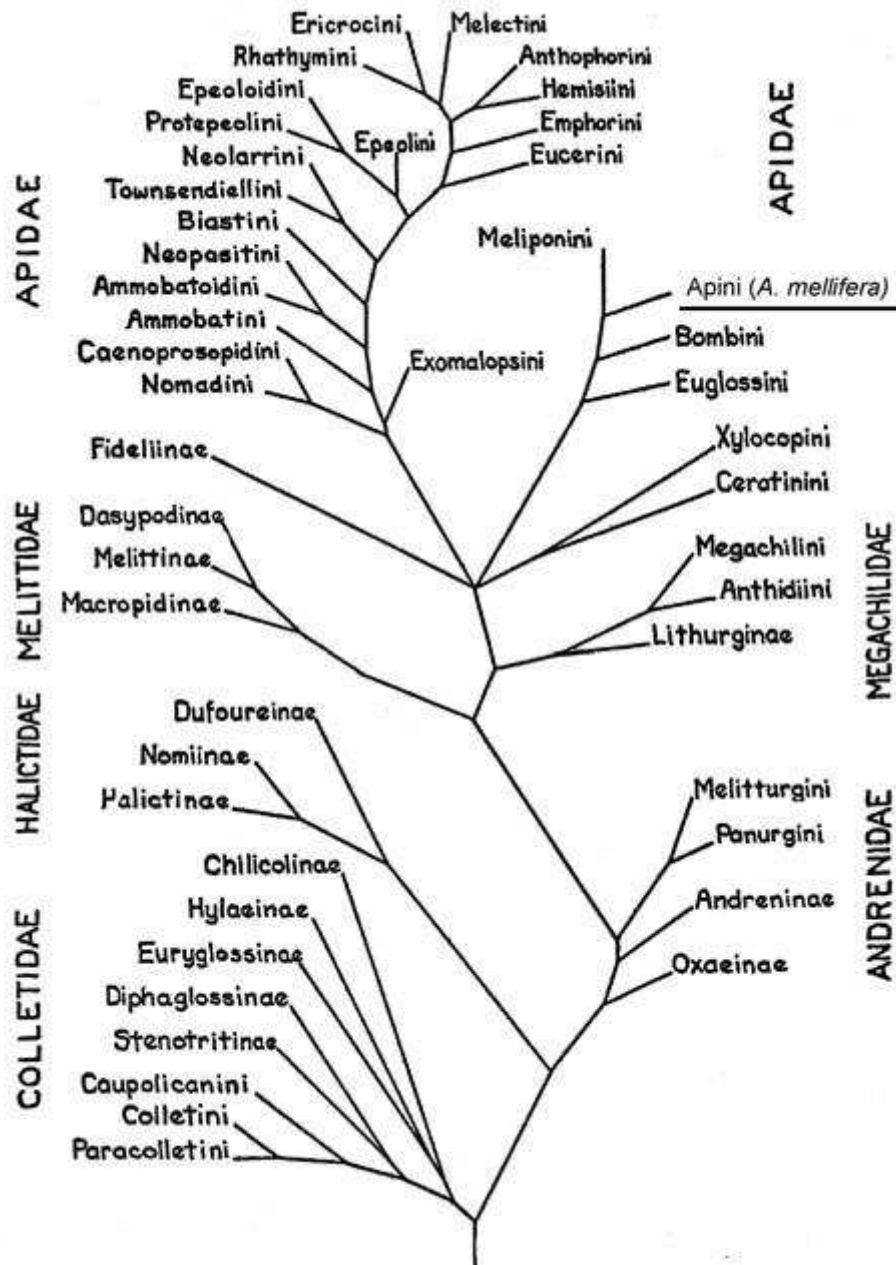 Ericrocini
Melectini
Rhathymini
Anthophorini
Epeoloidini
Hemisiini
Protepeolini
Epeolini
Emphorini
Neolarrini
Eucerini
Townsendiellini
Biastini
Meliponini
Neopasitini
Ammobatoidini
Apini (A. mellifera)
Ammobatini
Bombini
Caenoprosopidini
Exomalopsini
Nomadini
Euglossini
Fideliinae
Xylocopini
Ceratinini
Dasypodinae
Melittinae
Megachilini
Macropidinae
Anthidiini
Lithurginae
Dufoureinae
Nomiinae
Halictinae
Melitturgini
Panurgini
Chilicolinae
Hylaeinae
Andreninae
Euryglossinae
Oxaeinae
Diphaglossinae
Stenotritinae
Caupolicanini
Colletini
Paracolletini
APIDAE
MELITTIDAE
HALICTIDAE
COLLETIDAE
APIDAE
MEGACHILIDAE
ANDRENIDAE